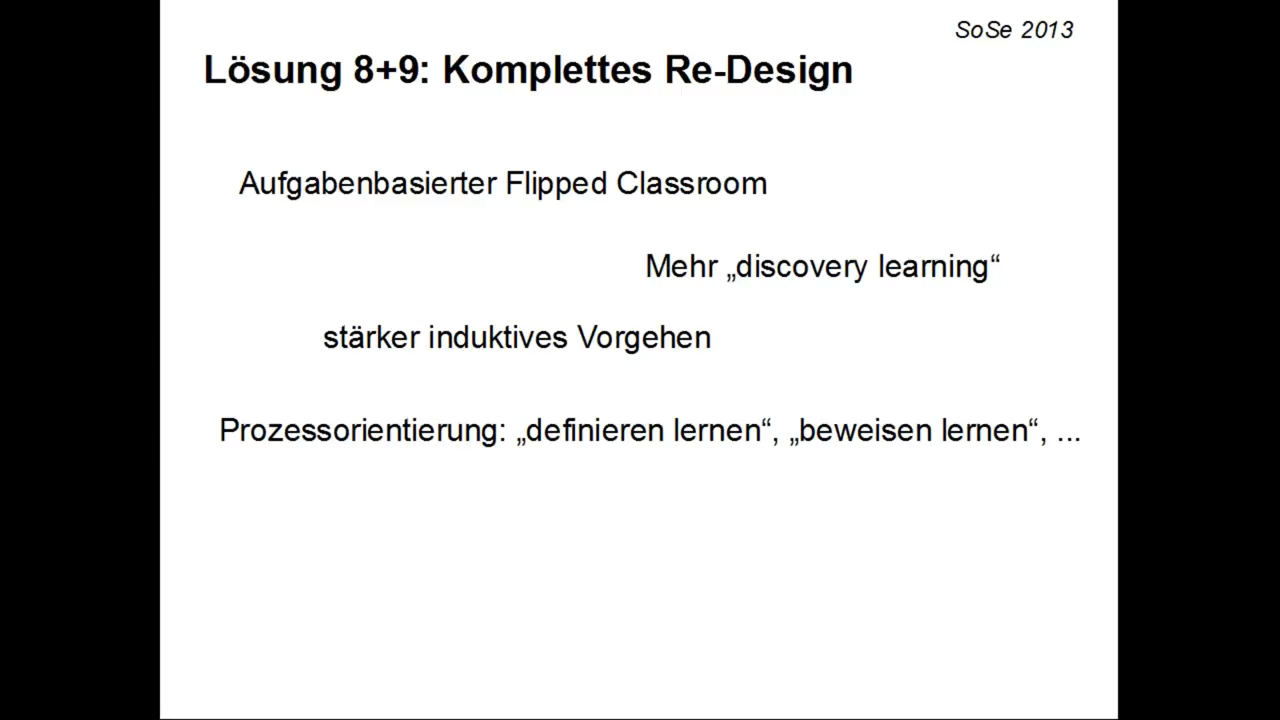 SoSe 2013
Lösung 8+9: Komplettes Re-Design
Aufgabenbasierter Flipped Classroom
Mehr „discovery learning“
stärker induktives Vorgehen
Prozessorientierung: „definieren lernen“, „beweisen lernen“, ...